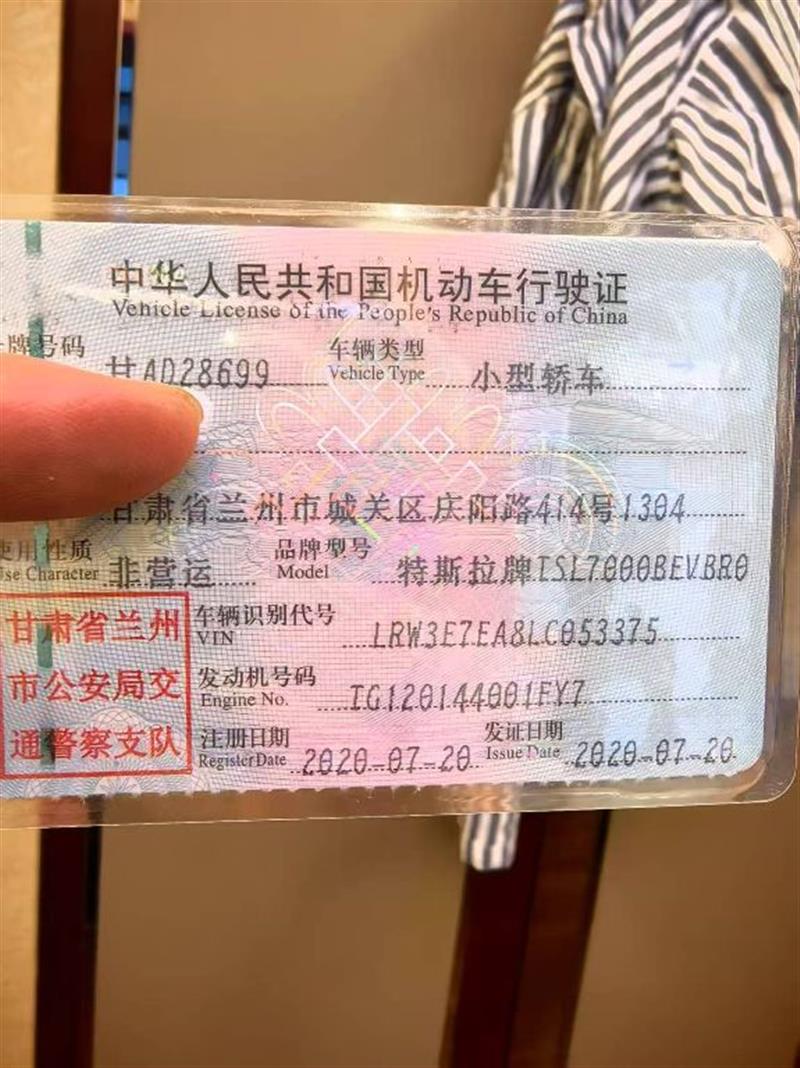 中华人民共和国机动车行驶证
Vehicle License of the People's Republic of China
牌号码 甘AD28699 车辆类型 Vehicle Type 小型轿车
甘肃省兰州市城关区庆阳路414号1304
使用性质 Use Character 非营运 品牌型号 Model 特斯拉牌TSL7000BEVBR0
甘肃省兰州
市公安局交
通警察支队
车辆识别代号 VIN LRW3E7EA8LC053375
发动机号码 Engine No. TG120144001FY7
注册日期 Register Date 2020-07-20 发证日期 Issue Date 2020-07-20